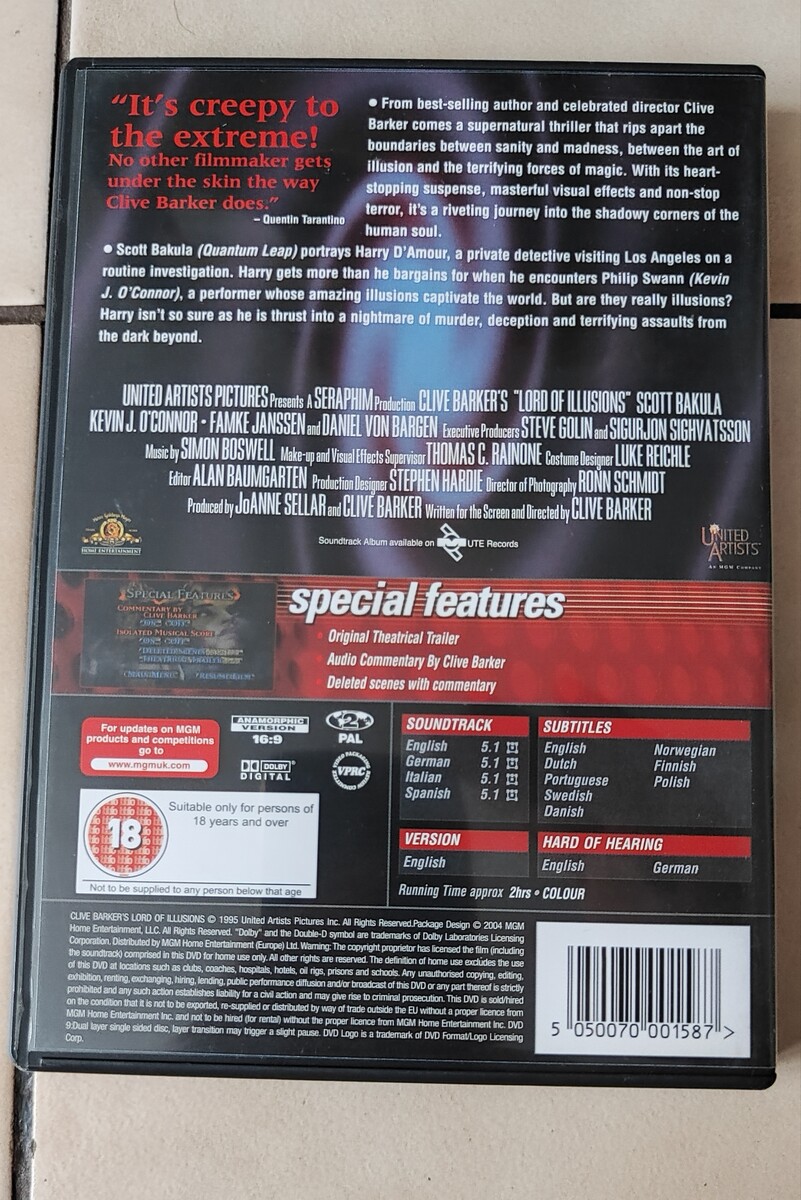 “It’s creepy to
the extreme!
No other filmmaker gets
under the skin the way
Clive Barker does.”
– Quentin Tarantino
● From best-selling author and celebrated director Clive
Barker comes a supernatural thriller that rips apart the
boundaries between sanity and madness, between the art of
illusion and the terrifying forces of magic. With its heart-
stopping suspense, masterful visual effects and non-stop
terror, it’s a riveting journey into the shadowy corners of the
human soul.
● Scott Bakula (Quantum Leap) portrays Harry D’Amour, a private detective visiting Los Angeles on a
routine investigation. Harry gets more than he bargains for when he encounters Philip Swann (Kevin
J. O’Connor), a performer whose amazing illusions captivate the world. But are they really illusions?
Harry isn’t so sure as he is thrust into a nightmare of murder, deception and terrifying assaults from
the dark beyond.
UNITED ARTISTS PICTURES Presents A SERAPHIM Production CLIVE BARKER'S "LORD OF ILLUSIONS" SCOTT BAKULA
KEVIN J. O'CONNOR • FAMKE JANSSEN and DANIEL VON BARGEN Executive Producers STEVE GOLIN and SIGURJON SIGHVATSSON
Music by SIMON BOSWELL Make-up and Visual Effects Supervisor THOMAS C. RAINONE Costume Designer LUKE REICHLE
Editor ALAN BAUMGARTEN Production Designer STEPHEN HARDIE Director of Photography RONN SCHMIDT
Produced by JoANNE SELLAR and CLIVE BARKER Written for the Screen and Directed by CLIVE BARKER
HOME ENTERTAINMENT
Soundtrack Album available on MUTE Records
UNITED
ARTISTS
AN MGM COMPANY
SPECIAL FEATURES
COMMENTARY BY
CLIVE BARKER
ISOLATED MUSICAL SCORE
special features
Original Theatrical Trailer
Audio Commentary By Clive Barker
Deleted scenes with commentary
For updates on MGM
products and competitions
go to
www.mgmuk.com
ANAMORPHIC
VERSION
16:9
DOLBY
DIGITAL
2
PAL
VPRC
18
Suitable only for persons of
18 years and over
Not to be supplied to any person below that age
SOUNDTRACK
English 5.1
German 5.1
Italian 5.1
Spanish 5.1
SUBTITLES
English Norwegian
Dutch Finnish
Portuguese Polish
Swedish
Danish
VERSION
English
HARD OF HEARING
English German
Running Time approx 2hrs • COLOUR
CLIVE BARKER'S LORD OF ILLUSIONS © 1995 United Artists Pictures Inc. All Rights Reserved.Package Design © 2004 MGM
Home Entertainment, LLC. All Rights Reserved. "Dolby" and the Double-D symbol are trademarks of Dolby Laboratories Licensing
Corporation. Distributed by MGM Home Entertainment (Europe) Ltd. Warning: The copyright proprietor has licensed the film (including
the soundtrack) comprised in this DVD for home use only. All other rights are reserved. The definition of home use excludes the use
of this DVD at locations such as clubs, coaches, hospitals, hotels, oil rigs, prisons and schools. Any unauthorised copying, editing,
exhibition, renting, exchanging, hiring, lending, public performance diffusion and/or broadcast of this DVD or any part thereof is strictly
prohibited and any such action establishes liability for a civil action and may give rise to criminal prosecution. This DVD is sold/hired
on the condition that it is not to be exported, re-supplied or distributed by way of trade outside the EU without a proper licence from
MGM Home Entertainment Inc. and not to be hired (for rental) without the proper licence from MGM Home Entertainment Inc. DVD
9:Dual layer single sided disc, layer transition may trigger a slight pause. DVD Logo is a trademark of DVD Format/Logo Licensing
Corp.
5 050070 001587 >